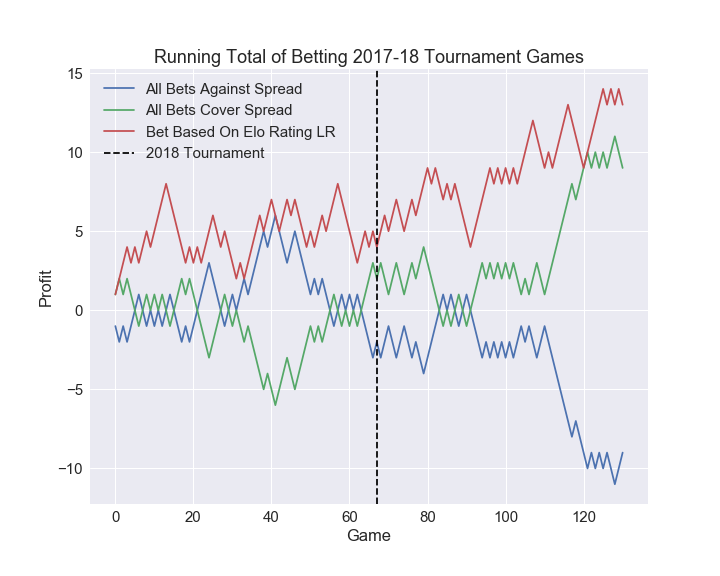 Running Total of Betting 2017-18 Tournament Games
All Bets Against Spread
All Bets Cover Spread
Bet Based On Elo Rating LR
2018 Tournament
15
10
5
0
−5
−10
Profit
0 20 40 60 80 100 120
Game